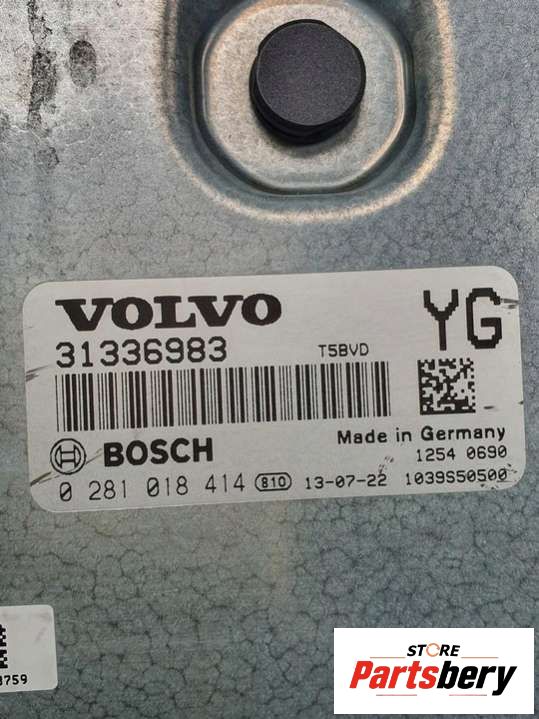 VOLVO YG
31336983 T5BVD
BOSCH Made in Germany
1254 0690
0 281 018 414 810 13-07-22 1039S50500
3759
STORE
Partsbery